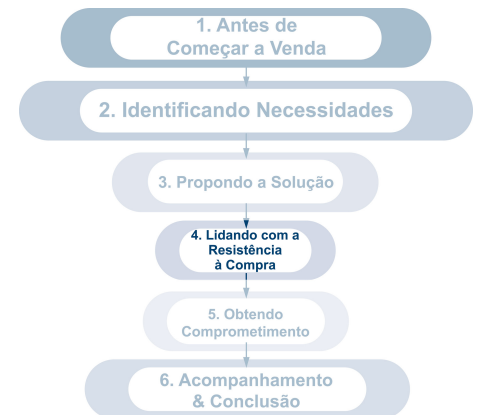 1. Antes de
Começar a Venda
2. Identificando Necessidades
3. Propondo a Solução
4. Lidando com a
Resistência
à Compra
5. Obtendo
Comprometimento
6. Acompanhamento
& Conclusão